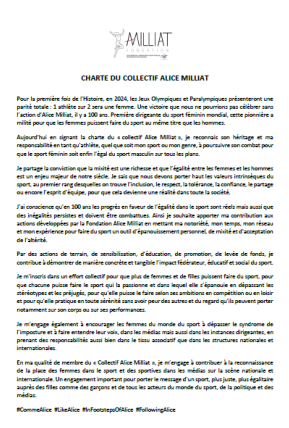 MILLIAT
FONDATION
CHARTE DU COLLECTIF ALICE MILLIAT
Pour la première fois de l'Histoire, en 2024, les Jeux Olympiques et Paralympiques présenteront une
parité totale : 1 athlète sur 2 sera une femme. Une victoire que nous ne pourrions pas célébrer sans
l'action d'Alice Milliat, il y a 100 ans. Première dirigeante du sport féminin mondial, cette pionnière a
milité pour que les femmes puissent faire du sport au même titre que les hommes.
Aujourd'hui en signant la charte du « collectif Alice Milliat », je reconnais son héritage et ma
responsabilité en tant qu'athlète, quel que soit mon sport ou mon genre, à poursuivre son combat pour
que le sport féminin soit enfin l'égal du sport masculin sur tous les plans.
Je partage la conviction que la mixité est une richesse et que l'égalité entre les femmes et les hommes
est un enjeu majeur de notre siècle. Je sais que nous devons porter haut les valeurs intrinsèques du
sport, au premier rang desquelles on trouve l'inclusion, le respect, la tolérance, la confiance, le partage
ou encore l'esprit d'équipe, pour que cela devienne une réalité dans toute la société.
J'ai conscience qu'en 100 ans les progrès en faveur de l'égalité dans le sport sont réels mais aussi que
des inégalités persistent et doivent être combattues. Ainsi je souhaite apporter ma contribution aux
actions développées par la Fondation Alice Milliat en mettant ma notoriété, mon temps, mon réseau
et mon expérience pour faire du sport un outil d'épanouissement personnel, de mixité et d'acceptation
de l'altérité.
Par des actions de terrain, de sensibilisation, d'éducation, de promotion, de levée de fonds, je
contribue à démontrer de manière concrète et tangible l'impact fédérateur, éducatif et social du sport.
Je m'inscris dans un effort collectif pour que plus de femmes et de filles puissent faire du sport, pour
que chacune puisse faire le sport qui la passionne et dans lequel elle s'épanouie en dépassant les
stéréotypes et les préjugés, pour qu'elle puisse le faire selon ses ambitions en compétition ou en loisir
et pour qu'elle pratique en toute sérénité sans avoir peur des autres et du regard qu'ils peuvent porter
notamment sur son corps ou sur ses performances.
Je m'engage également à encourager les femmes du monde du sport à dépasser le syndrome de
l'imposture et à faire entendre leur voix, dans les médias mais aussi dans les instances dirigeantes, en
prenant des responsabilités aussi bien dans le tissu associatif que dans les structures nationales et
internationales.
En ma qualité de membre du « Collectif Alice Milliat », je m'engage à contribuer à la reconnaissance
de la place des femmes dans le sport et des sportives dans les médias sur la scène nationale et
internationale. Un engagement important pour porter le message d'un sport, plus juste, plus égalitaire
auprès des filles comme des garçons et de tous les acteurs du monde du sport, de la politique et des
médias.
#CommeAlice #LikeAlice #InFootstepsOfAlice #FollowingAlice